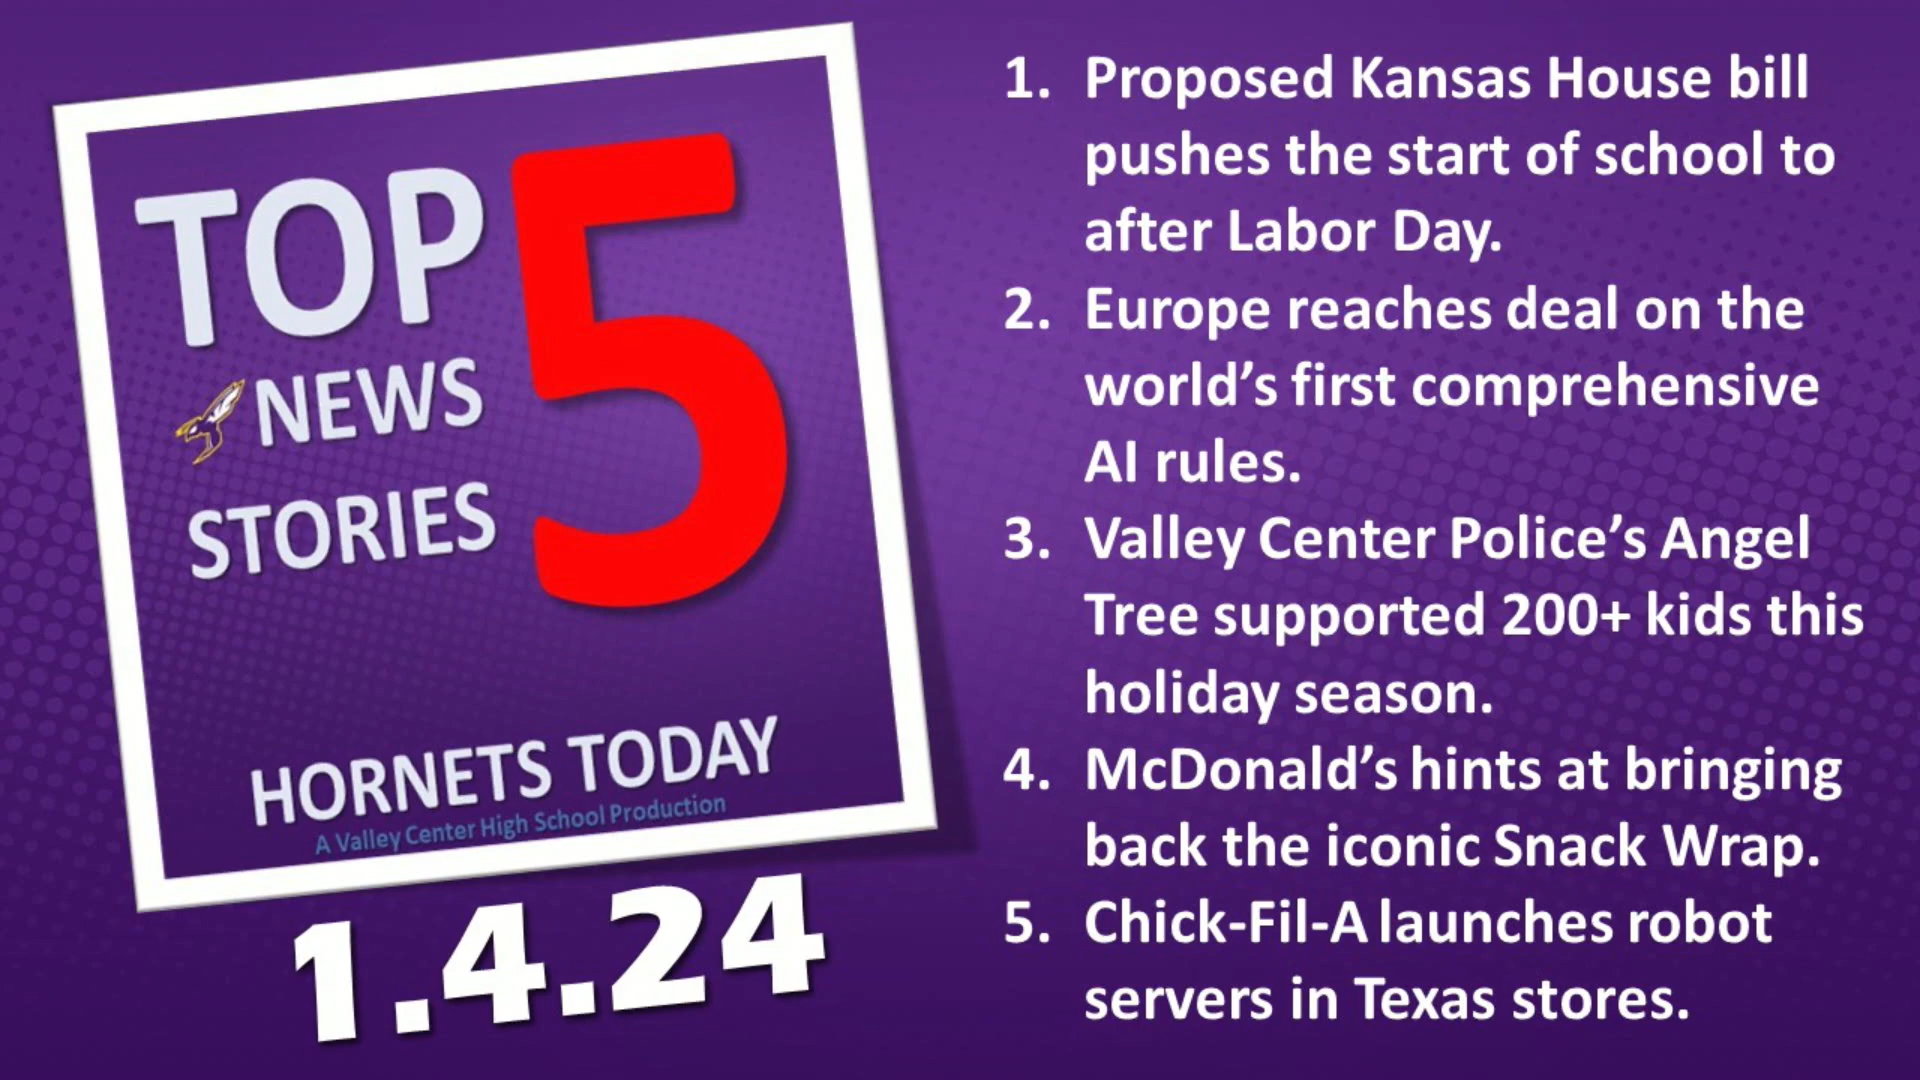 TOP 5
NEWS
STORIES
HORNETS TODAY
A Valley Center High School Production
1.4.24
1. Proposed Kansas House bill
pushes the start of school to
after Labor Day.
2. Europe reaches deal on the
world’s first comprehensive
AI rules.
3. Valley Center Police’s Angel
Tree supported 200+ kids this
holiday season.
4. McDonald’s hints at bringing
back the iconic Snack Wrap.
5. Chick-Fil-A launches robot
servers in Texas stores.